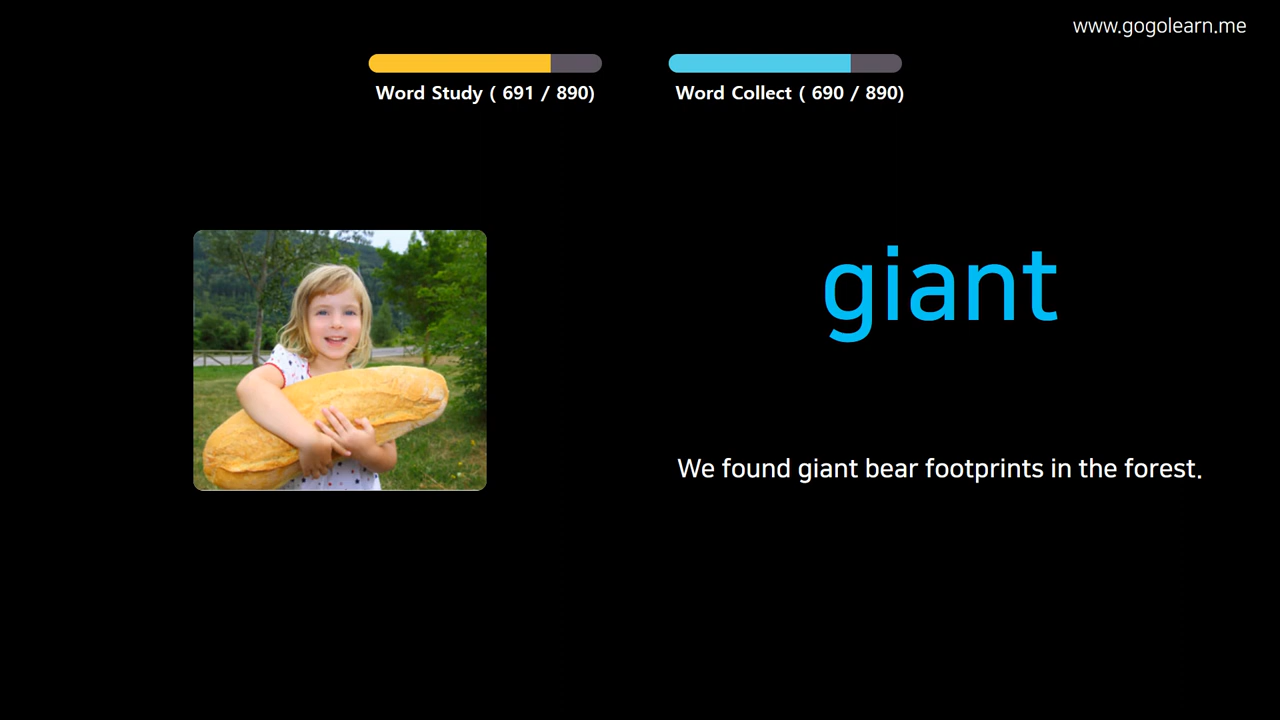 www.gogolearn.me
Word Study ( 691 / 890)
Word Collect ( 690 / 890)
giant
We found giant bear footprints in the forest.